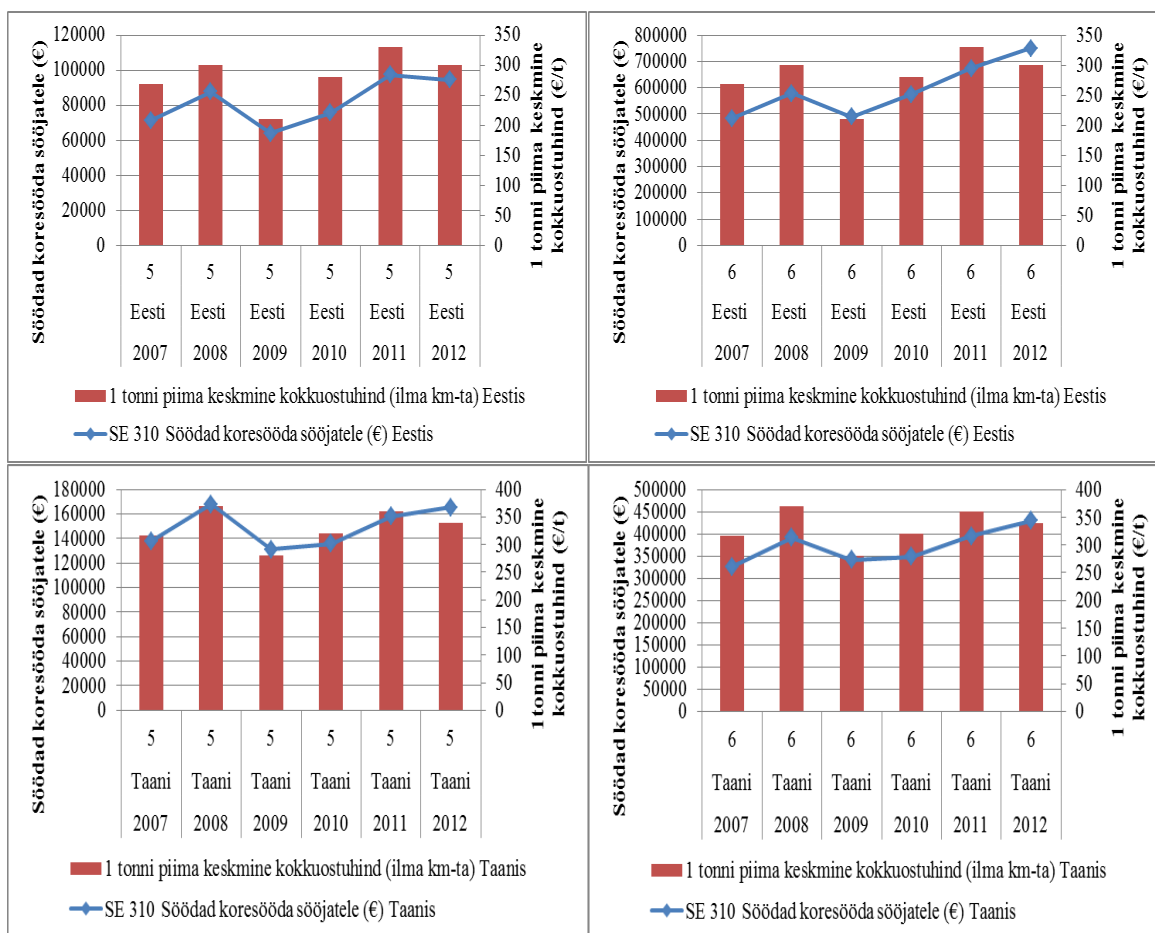 Söödad koresööda sööjatele (€)
120000
100000
80000
60000
40000
20000
0
350
300
250
200
150
100
50
0
1 tonni piima keskmine
kokkuostuhind (€/t)
5 5 5 5 5 5
Eesti Eesti Eesti Eesti Eesti Eesti
2007 2008 2009 2010 2011 2012
1 tonni piima keskmine kokkuostuhind (ilma km-ta) Eestis
SE 310 Söödad koresööda sööjatele (€) Eestis
Söödad koresööda sööjatele (€)
800000
700000
600000
500000
400000
300000
200000
100000
0
350
300
250
200
150
100
50
0
1 tonni piima keskmine
kokkuostuhind (€/t)
6 6 6 6 6 6
Eesti Eesti Eesti Eesti Eesti Eesti
2007 2008 2009 2010 2011 2012
1 tonni piima keskmine kokkuostuhind (ilma km-ta) Eestis
SE 310 Söödad koresööda sööjatele (€) Eestis
Söödad koresööda sööjatele (€)
180000
160000
140000
120000
100000
80000
60000
40000
20000
0
400
350
300
250
200
150
100
50
0
1 tonni piima keskmine
kokkuostuhind (€/t)
5 5 5 5 5 5
Taani Taani Taani Taani Taani Taani
2007 2008 2009 2010 2011 2012
1 tonni piima keskmine kokkuostuhind (ilma km-ta) Taanis
SE 310 Söödad koresööda sööjatele (€) Taanis
Söödad koresööda sööjatele (€)
500000
450000
400000
350000
300000
250000
200000
150000
100000
50000
0
400
350
300
250
200
150
100
50
0
1 tonni piima keskmine
kokkuostuhind (€/t)
6 6 6 6 6 6
Taani Taani Taani Taani Taani Taani
2007 2008 2009 2010 2011 2012
1 tonni piima keskmine kokkuostuhind (ilma km-ta) Taanis
SE 310 Söödad koresööda sööjatele (€) Taanis